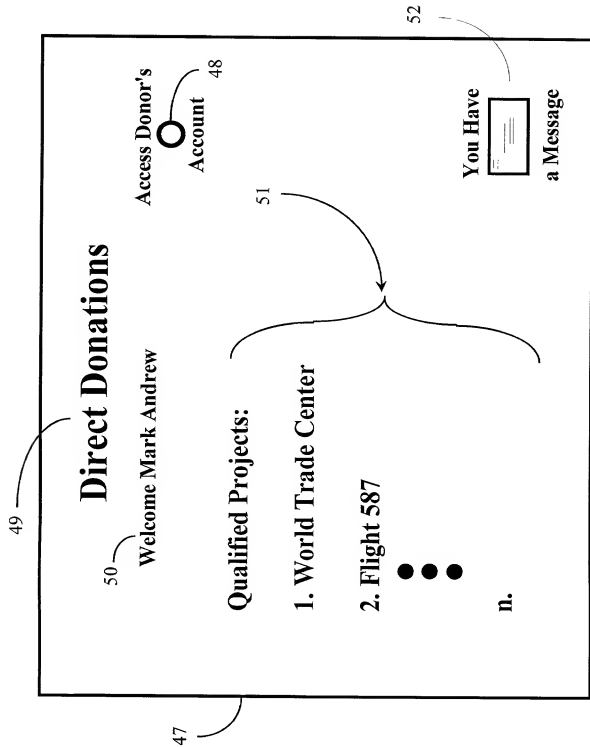 49
Direct Donations
50
Welcome Mark Andrew
Access Donor's
Account
48
47
Qualified Projects:
51
1. World Trade Center
2. Flight 587
n.
You Have
a Message
52